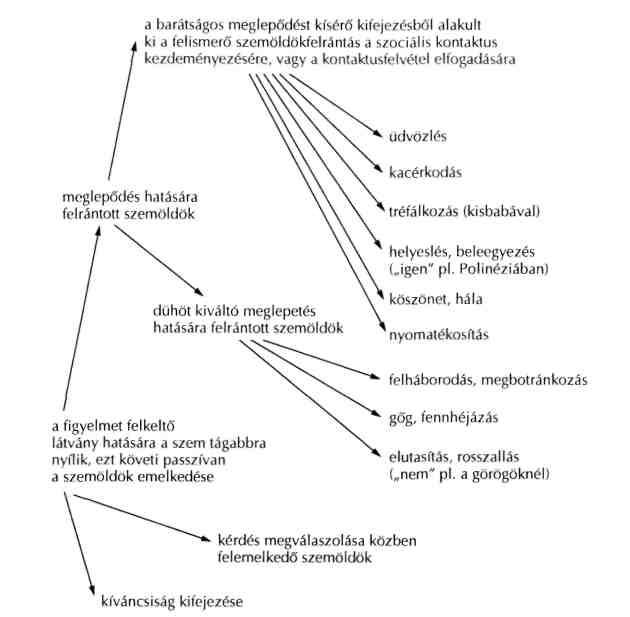 a barátságos meglepődést kísérő kifejezésből alakult
ki a felismerő szemöldökfelrántás a szociális kontaktus
kezdeményezésére, vagy a kontaktusfelvétel elfogadására
üdvözlés
kacérkodás
tréfálkozás (kisbabával)
helyeslés, beleegyezés
(„igen” pl. Polinéziában)
köszönet, hála
nyomatékosítás
meglepődés hatására
felrántott szemöldök
dühöt kiváltó meglepetés
hatására felrántott szemöldök
felháborodás, megbotránkozás
gőg, fennhéjázás
elutasítás, rosszallás
(„nem” pl. a görögöknél)
a figyelmet felkeltő
látvány hatására a szem tágabbra
nyílik, ezt követi passzívan
a szemöldök emelkedése
kérdés megválaszolása közben
felemelkedő szemöldök
kíváncsiság kifejezése